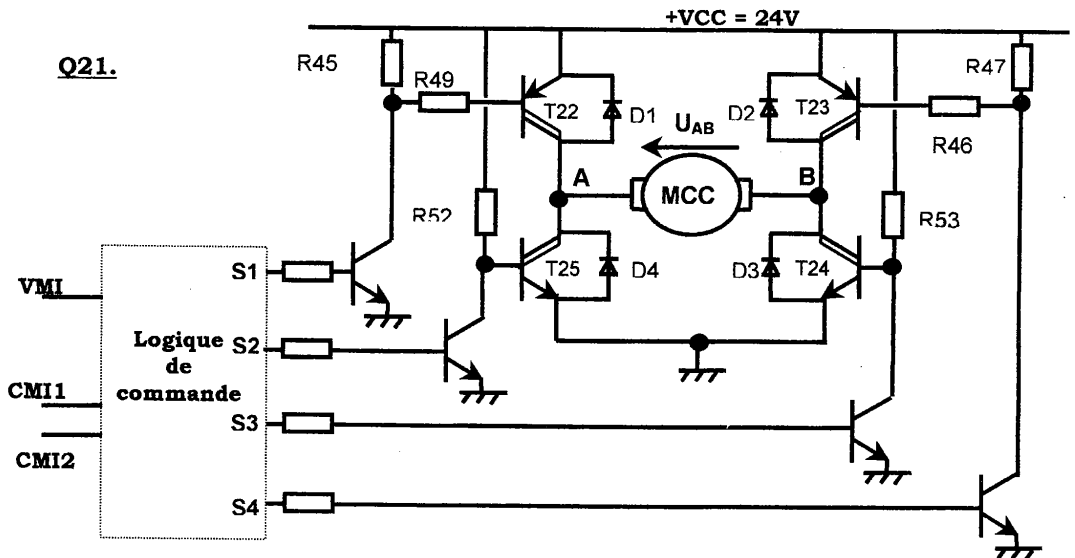 +VCC = 24V
Q21.
R45
R49
R47
T22
D1
D2
T23
R46
UAB
A
B
MCC
R52
R53
T25
D4
D3
T24
S1
VMI
Logique
de
commande
S2
CMI1
S3
CMI2
S4